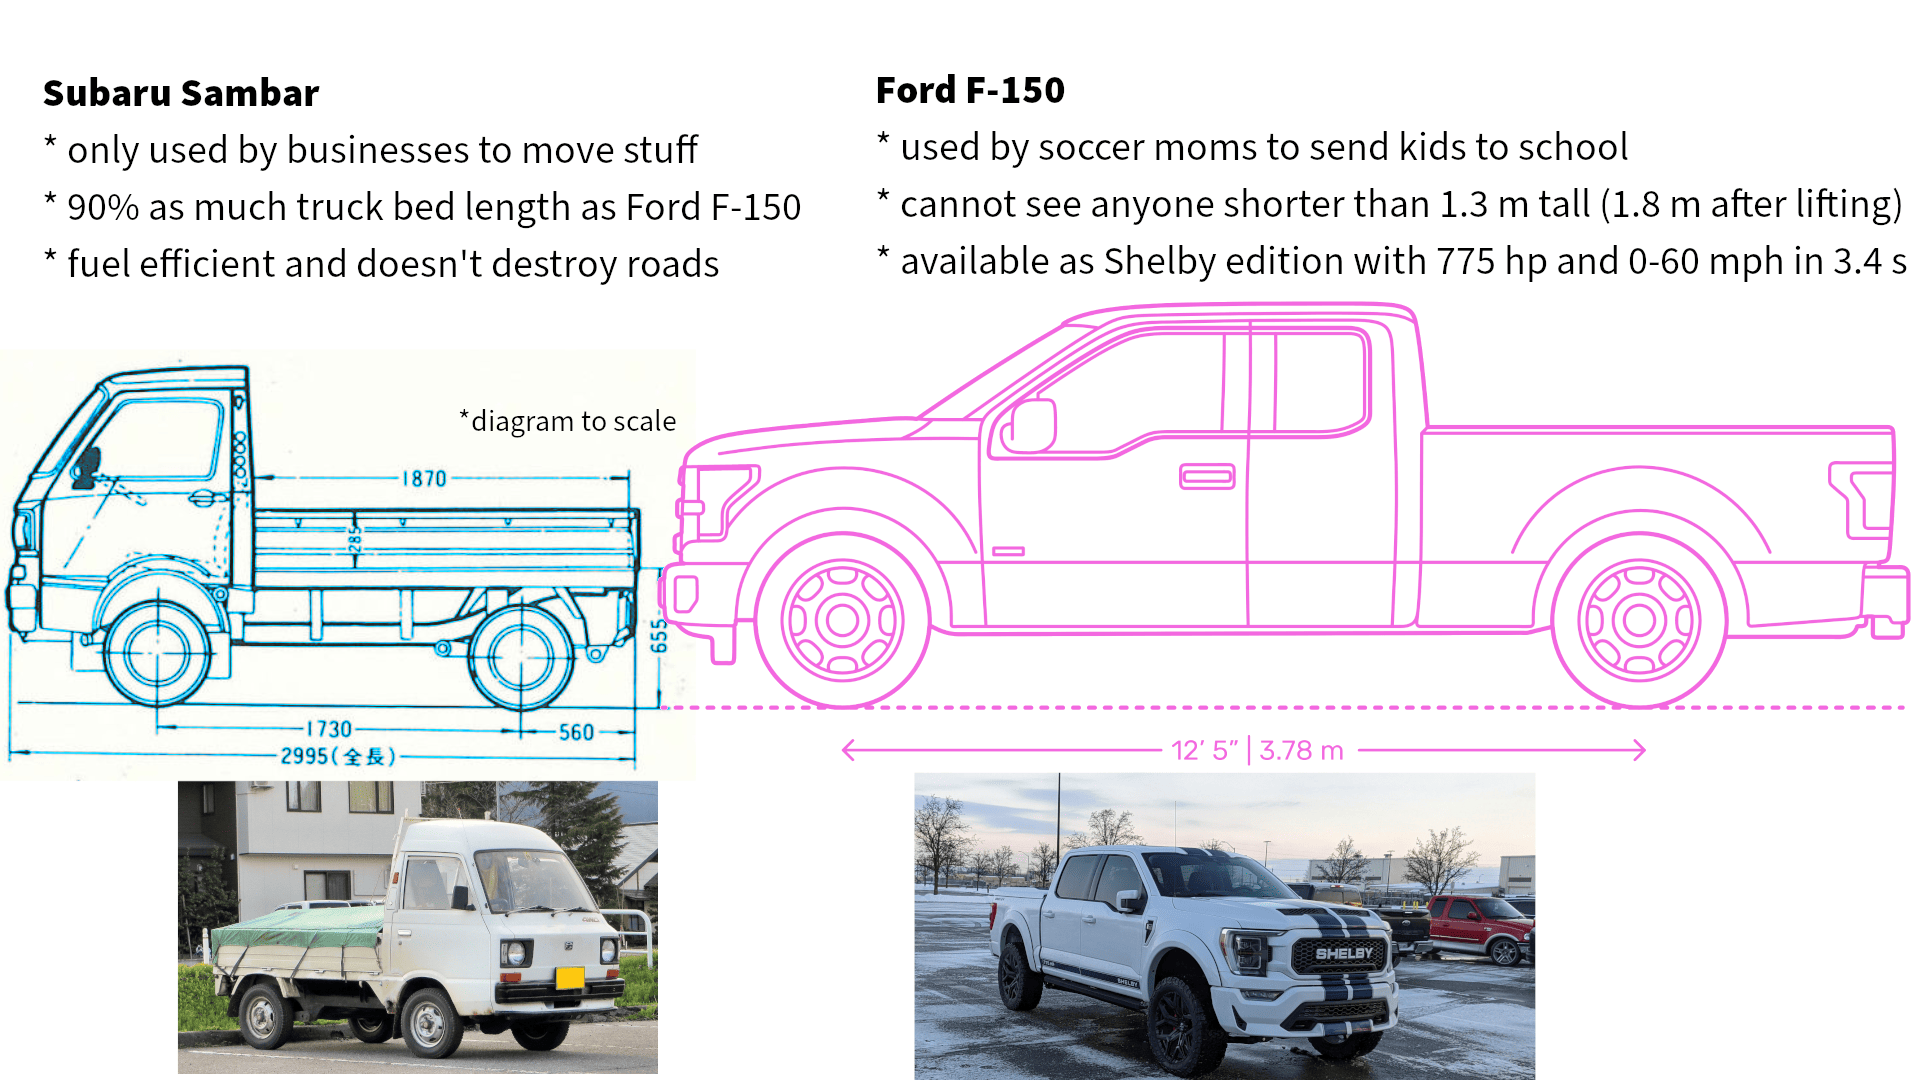 Subaru Sambar
* only used by businesses to move stuff
* 90% as much truck bed length as Ford F-150
* fuel efficient and doesn't destroy roads
Ford F-150
* used by soccer moms to send kids to school
* cannot see anyone shorter than 1.3 m tall (1.8 m after lifting)
* available as Shelby edition with 775 hp and 0-60 mph in 3.4 s
*diagram to scale
1870
285
655
1730
560
2995(全長)
12' 5" | 3.78 m
SHELBY
SHELBY